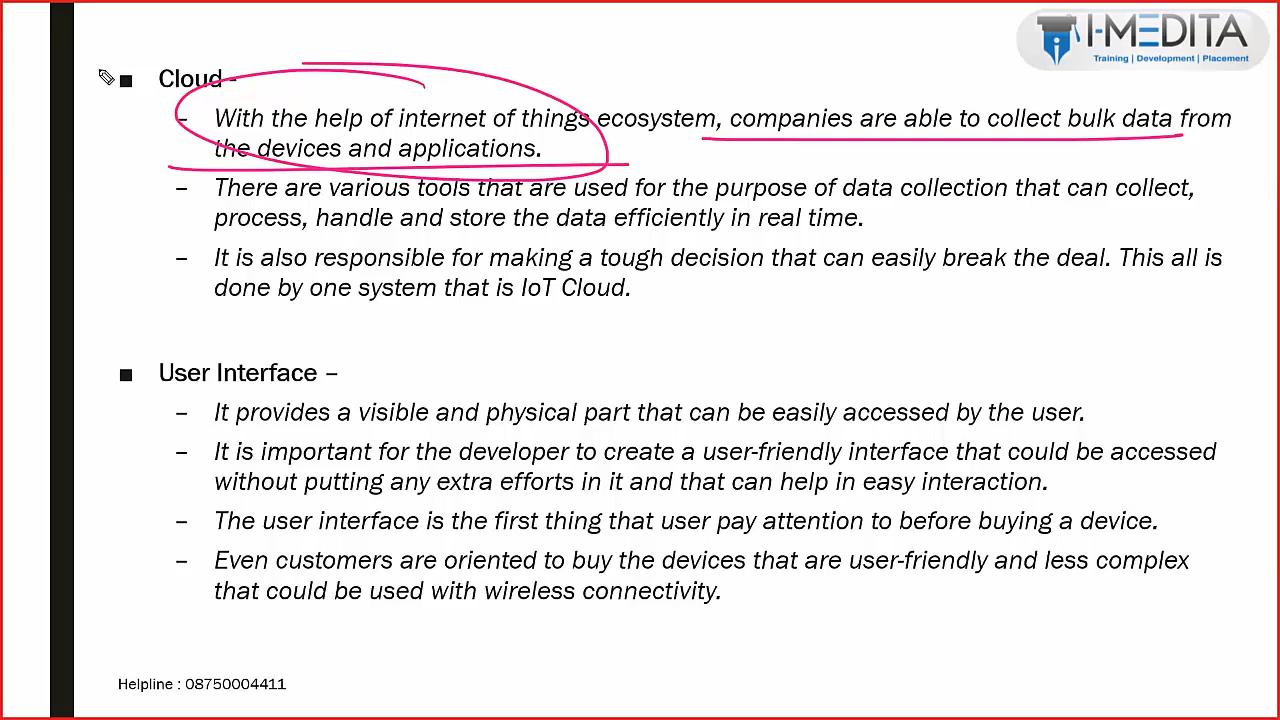 I-MEDITA
Training | Development | Placement
■ Cloud -
– With the help of internet of things ecosystem, companies are able to collect bulk data from
the devices and applications.
– There are various tools that are used for the purpose of data collection that can collect,
process, handle and store the data efficiently in real time.
– It is also responsible for making a tough decision that can easily break the deal. This all is
done by one system that is IoT Cloud.
■ User Interface –
– It provides a visible and physical part that can be easily accessed by the user.
– It is important for the developer to create a user-friendly interface that could be accessed
without putting any extra efforts in it and that can help in easy interaction.
– The user interface is the first thing that user pay attention to before buying a device.
– Even customers are oriented to buy the devices that are user-friendly and less complex
that could be used with wireless connectivity.
Helpline : 08750004411